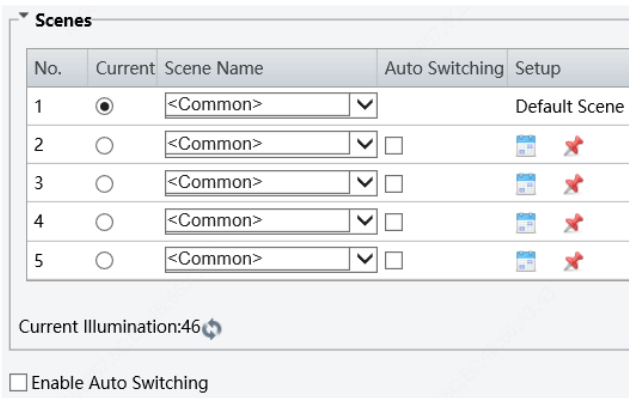 Scenes
No. Current Scene Name Auto Switching Setup
1 <Common> Default Scene
2 <Common>
3 <Common>
4 <Common>
5 <Common>
Current Illumination:46
Enable Auto Switching